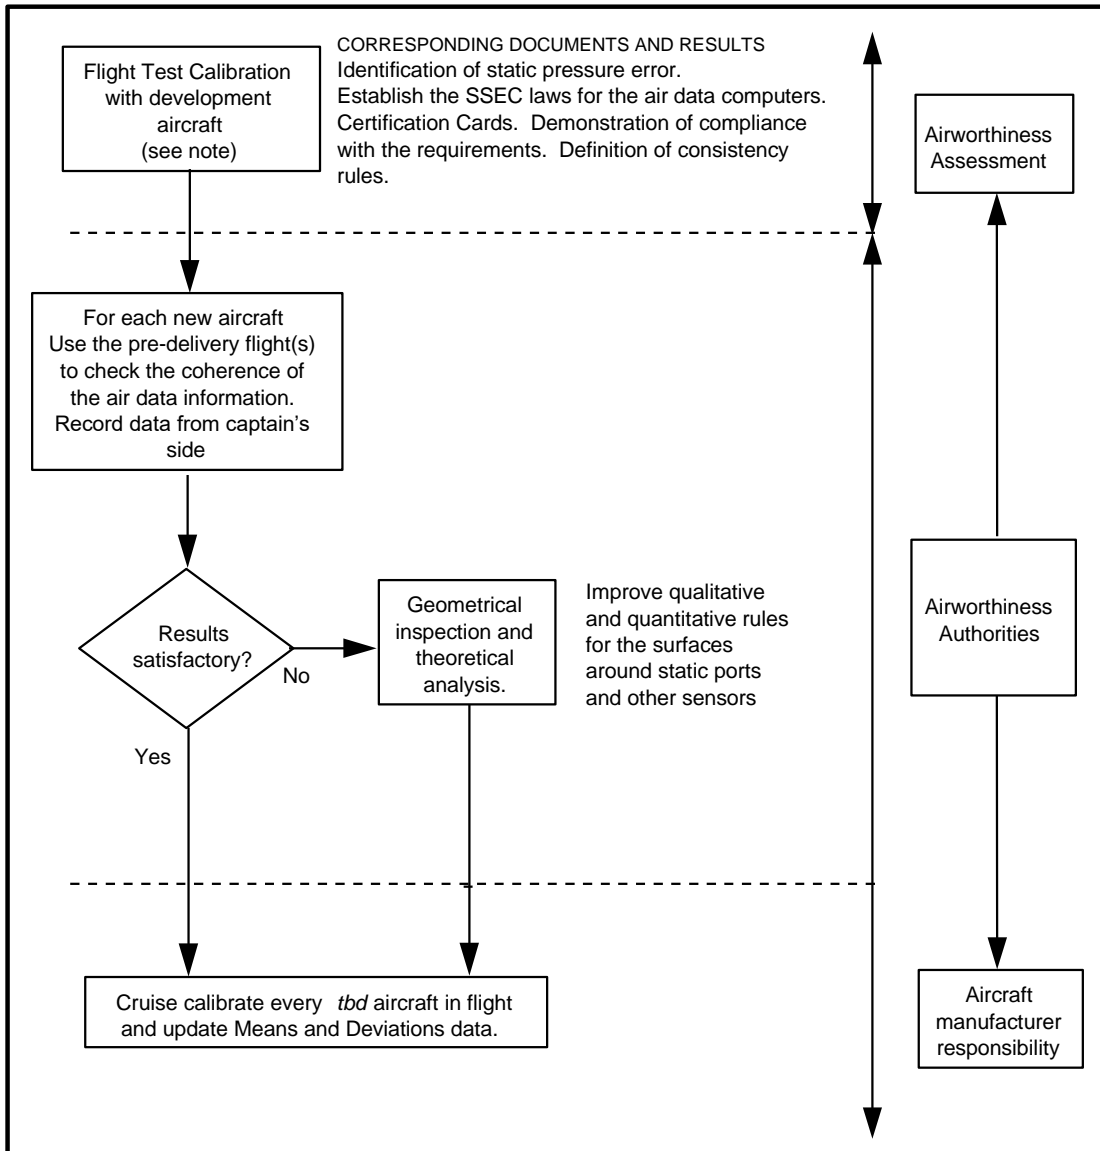 Flight Test Calibration
with development
aircraft
(see note)
CORRESPONDING DOCUMENTS AND RESULTS
Identification of static pressure error.
Establish the SSEC laws for the air data computers.
Certification Cards.  Demonstration of compliance
with the requirements.  Definition of consistency
rules.
Airworthiness
Assessment
For each new aircraft
Use the pre-delivery flight(s)
to check the coherence of
the air data information.
Record data from captain's
side
Results
satisfactory?
No
Yes
Geometrical
inspection and
theoretical
analysis.
Improve qualitative
and quantitative rules
for the surfaces
around static ports
and other sensors
Airworthiness
Authorities
Cruise calibrate every tbd aircraft in flight
and update Means and Deviations data.
Aircraft
manufacturer
responsibility